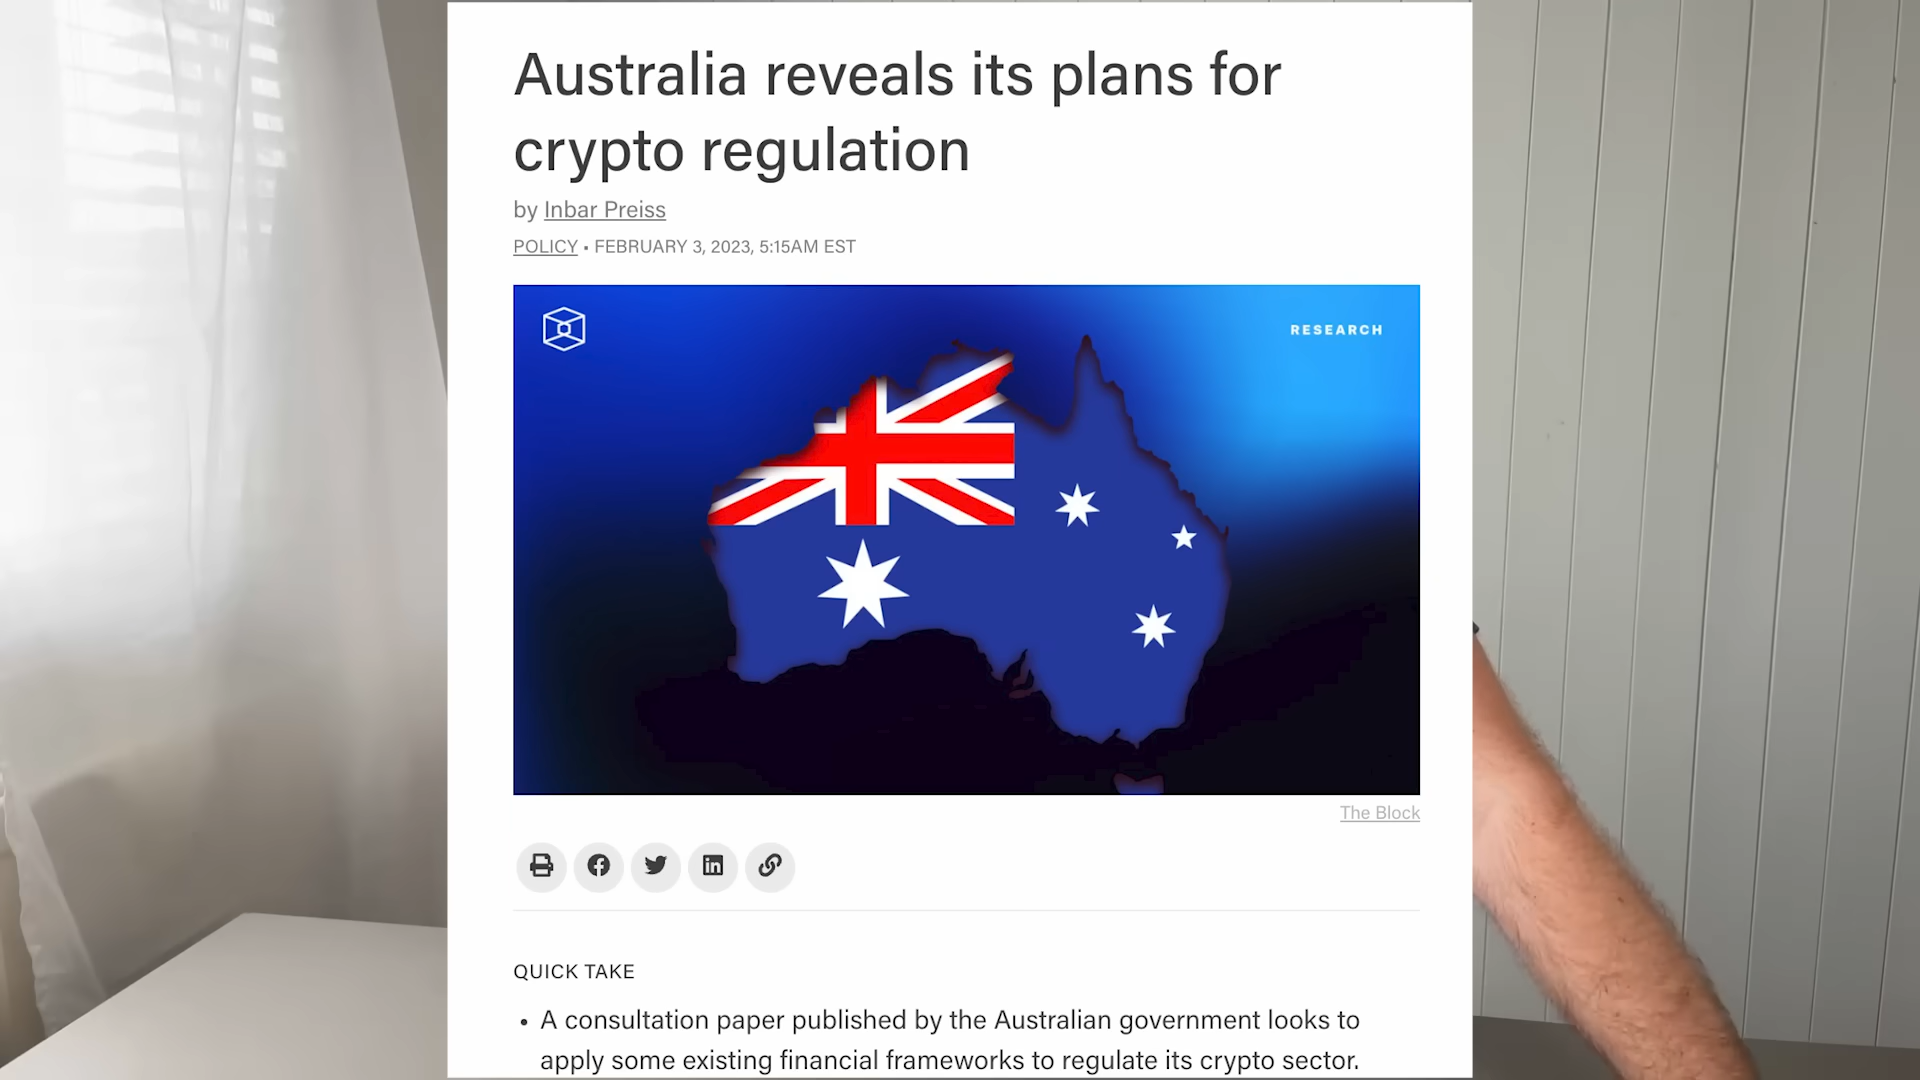 Australia reveals its plans for
crypto regulation
by Inbar Preiss
POLICY • FEBRUARY 3, 2023, 5:15AM EST
RESEARCH
The Block
QUICK TAKE
• A consultation paper published by the Australian government looks to
apply some existing financial frameworks to regulate its crypto sector.